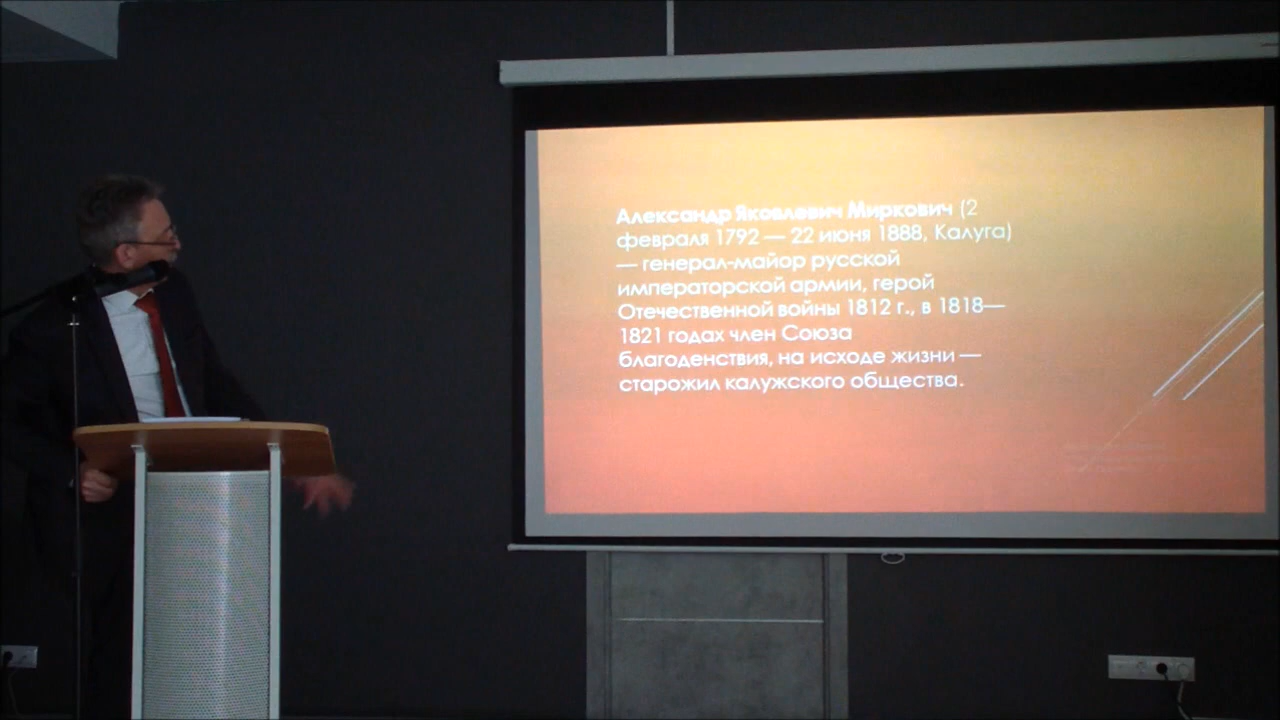 Александр Яковлевич Миркович (2
февраля 1792 — 22 июня 1888, Калуга)
— генерал-майор русской
императорской армии, герой
Отечественной войны 1812 г., в 1818—
1821 годах член Союза
благоденствия, на исходе жизни —
старожил калужского общества.